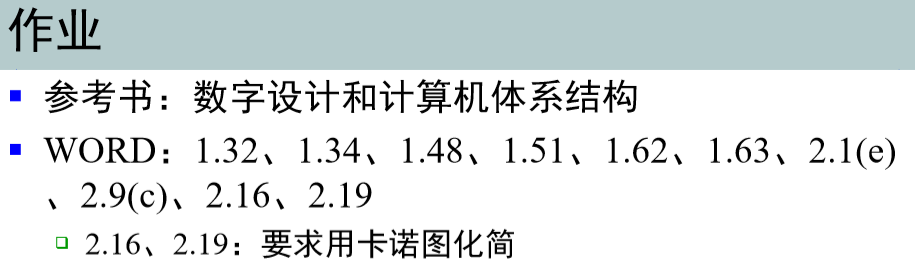 作业
参考书：数字设计和计算机体系结构
WORD：1.32、1.34、1.48、1.51、1.62、1.63、2.1(e)
、2.9(c)、2.16、2.19
2.16、2.19：要求用卡诺图化简